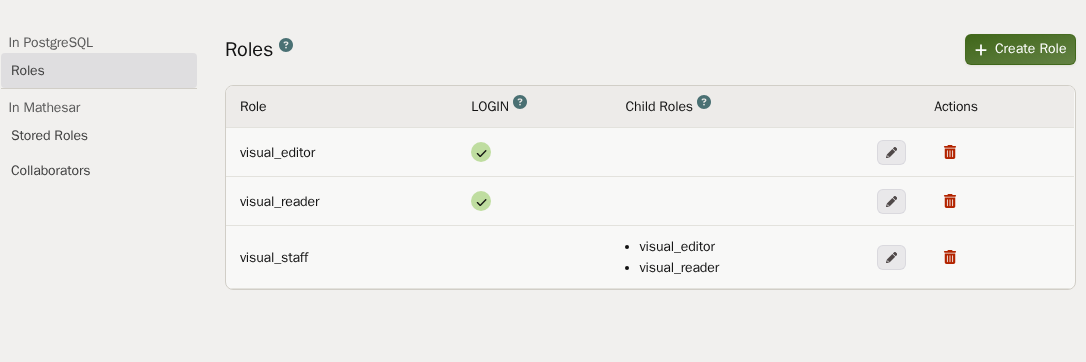 In PostgreSQL
Roles
In Mathesar
Stored Roles
Collaborators
Roles ?
+ Create Role
Role LOGIN ? Child Roles ? Actions
visual_editor
visual_reader
visual_staff
• visual_editor
• visual_reader